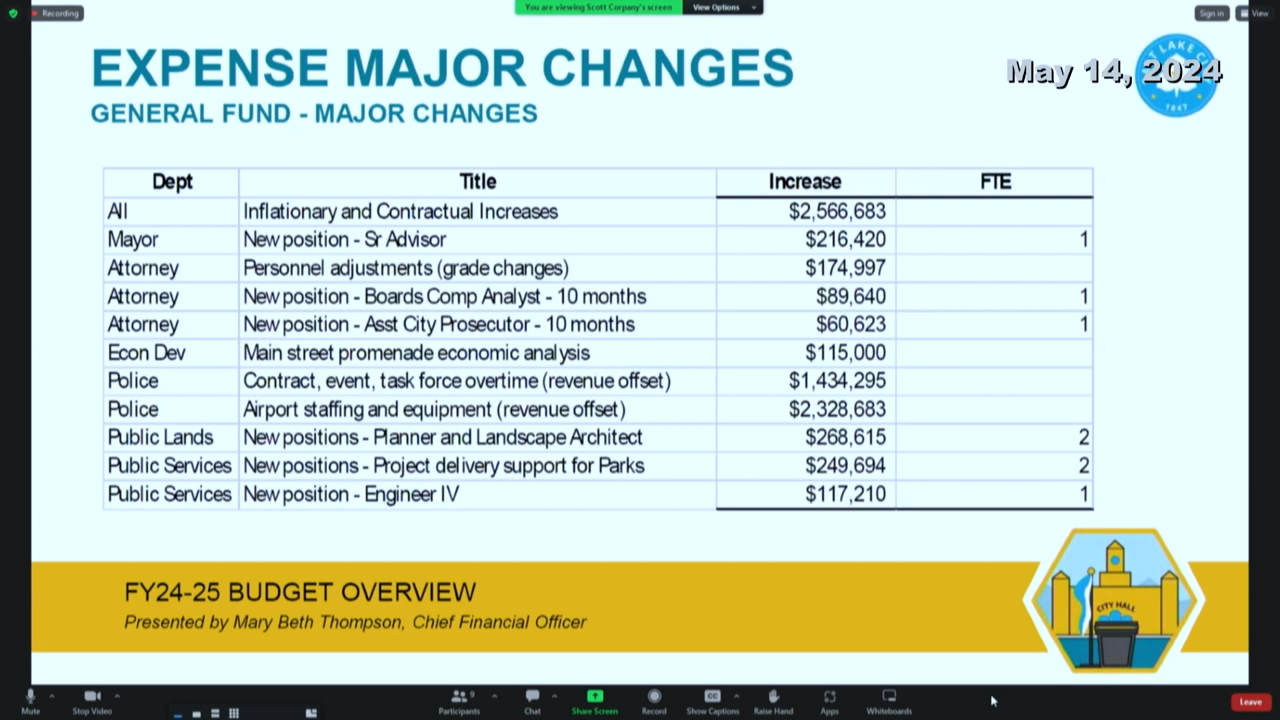 Recording
You are viewing Scott Corpany's screen View Options
Sign in View
EXPENSE MAJOR CHANGES
May 14, 2024
GENERAL FUND - MAJOR CHANGES
1847
Dept Title Increase FTE
All Inflationary and Contractual Increases $2,566,683
Mayor New position - Sr Advisor $216,420 1
Attorney Personnel adjustments (grade changes) $174,997
Attorney New position - Boards Comp Analyst - 10 months $89,640 1
Attorney New position - Asst City Prosecutor - 10 months $60,623 1
Econ Dev Main street promenade economic analysis $115,000
Police Contract, event, task force overtime (revenue offset) $1,434,295
Police Airport staffing and equipment (revenue offset) $2,328,683
Public Lands New positions - Planner and Landscape Architect $268,615 2
Public Services New positions - Project delivery support for Parks $249,694 2
Public Services New position - Engineer IV $117,210 1
FY24-25 BUDGET OVERVIEW
Presented by Mary Beth Thompson, Chief Financial Officer
CITY HALL
Mute Stop Video Participants 9 Chat Share Screen Record Show Captions Raise Hand Apps Whiteboards Leave